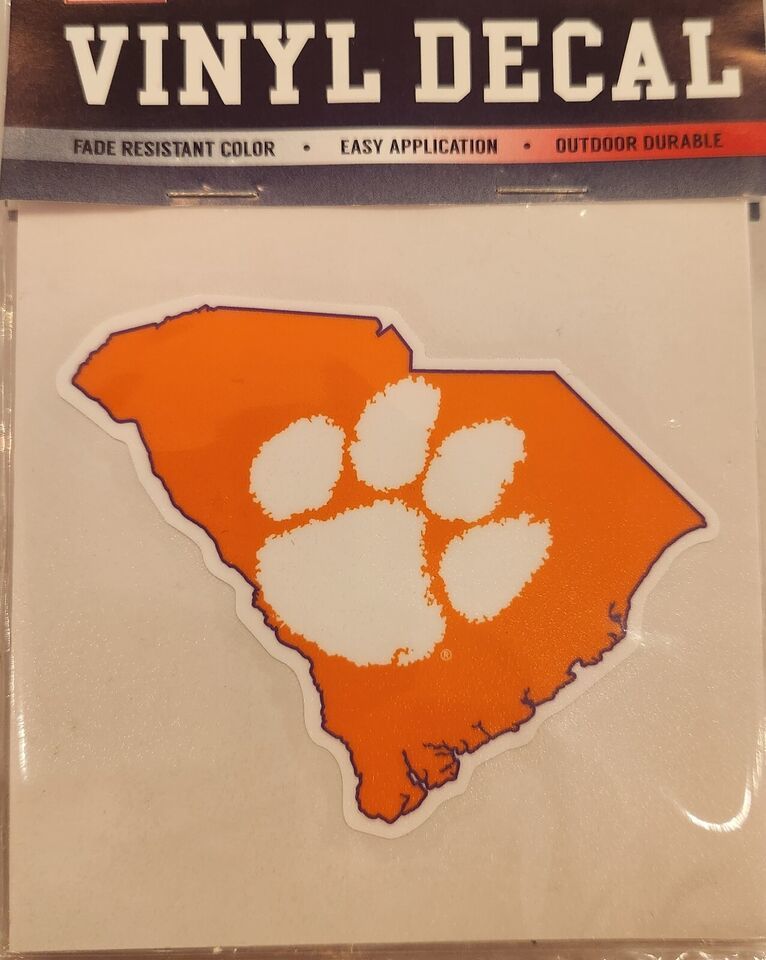 VINYL DECAL
FADE RESISTANT COLOR • EASY APPLICATION • OUTDOOR DURABLE
®